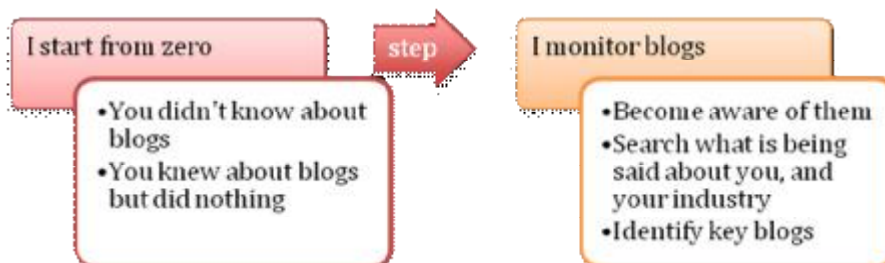 I start from zero
•You didn't know about
blogs
•You knew about blogs
but did nothing
step
I monitor blogs
•Become aware of them
•Search what is being
said about you, and
your industry
•Identify key blogs